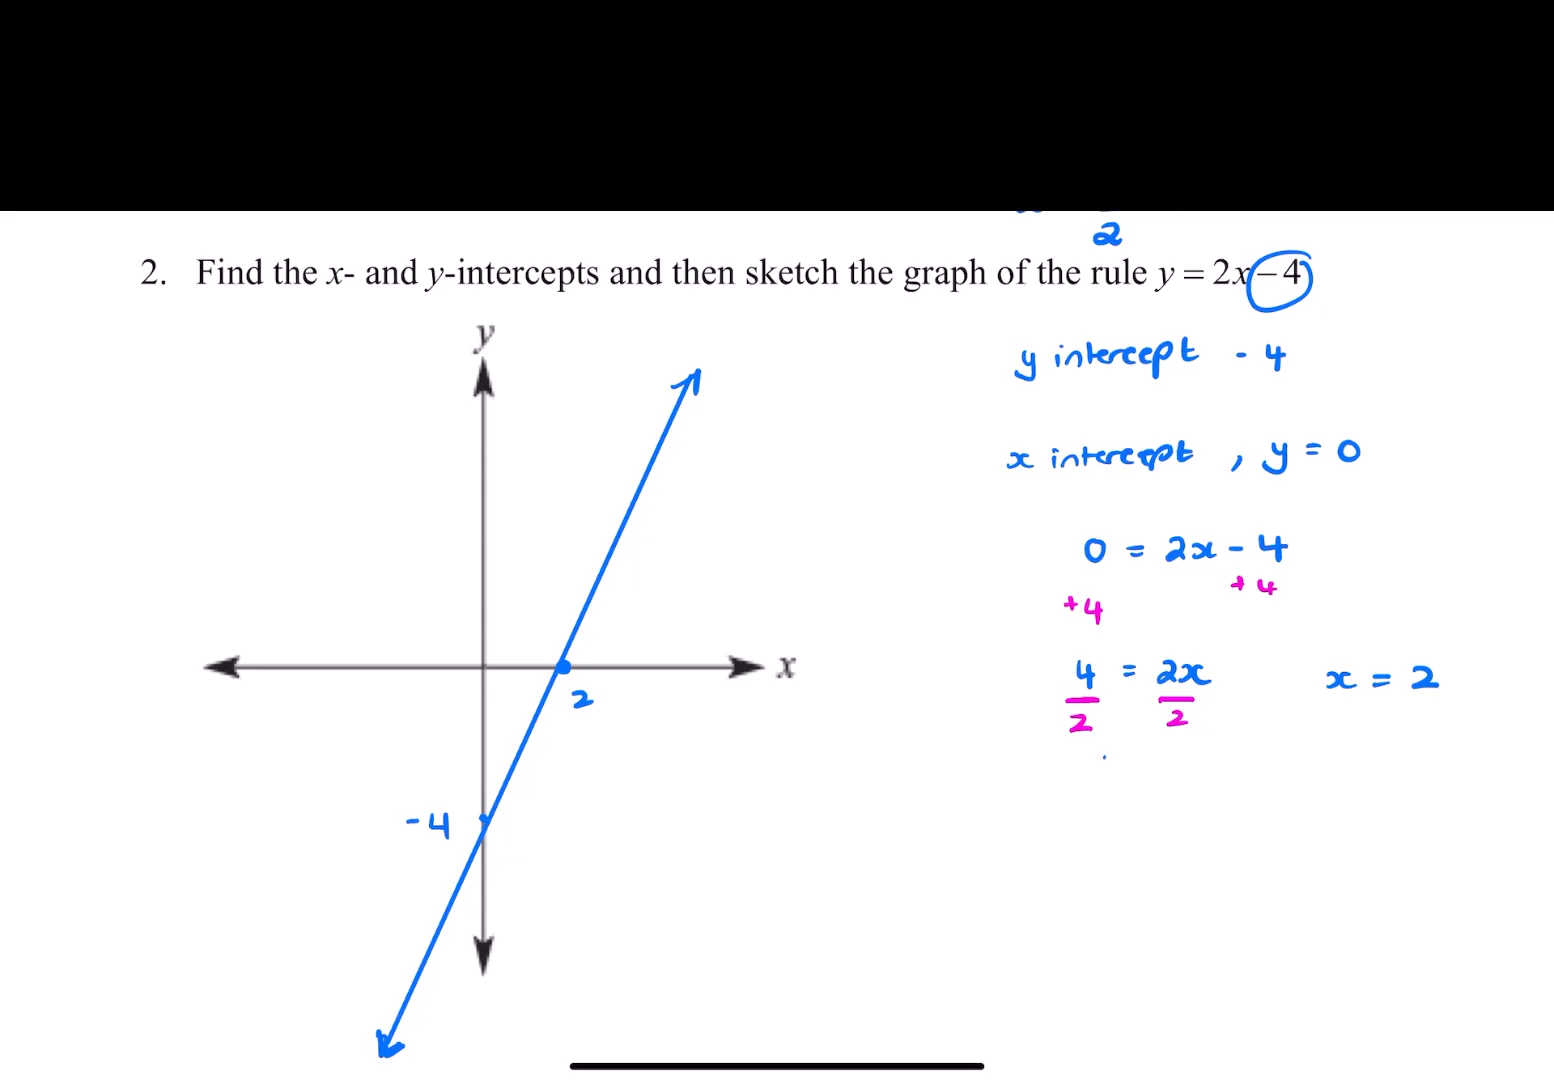 2
2. Find the x- and y-intercepts and then sketch the graph of the rule y = 2x – 4
y
y intercept - 4
x intercept , y = 0
0 = 2x - 4
+4
+4
x
4 = 2x
2 2
x = 2
2
-4